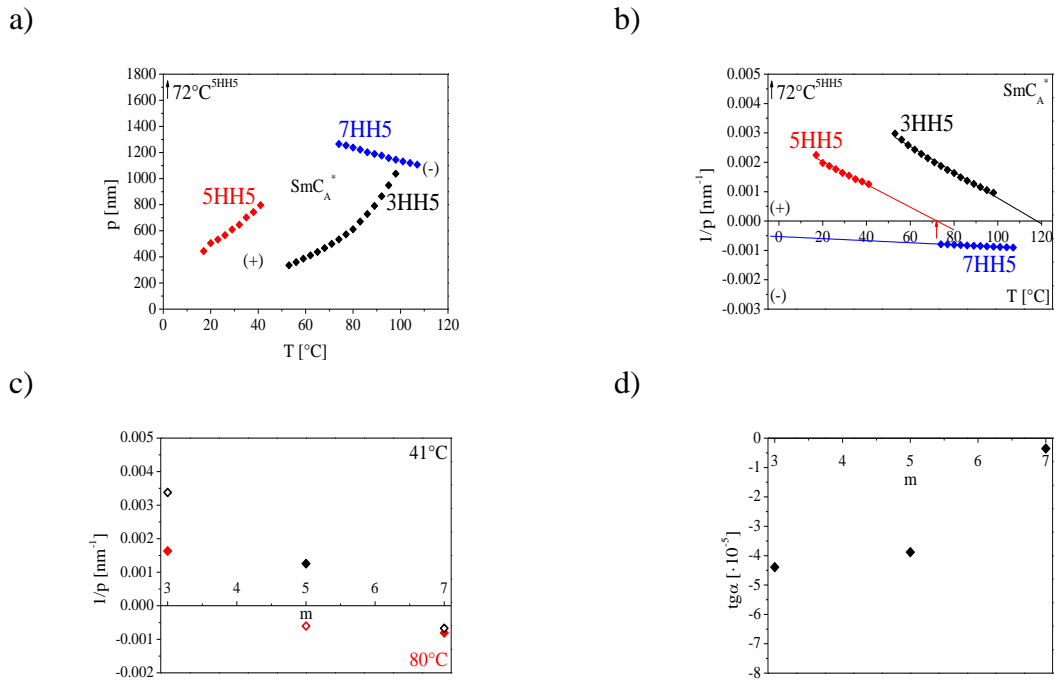 a)
1800
1600
1400
1200
1000
800
600
400
200
0
p [nm]
72°C^5HH5
7HH5
(-)
SmC_A^*
5HH5
3HH5
(+)
0 20 40 60 80 100 120
T [°C]
b)
0.005
0.004
0.003
0.002
0.001
0.000
-0.001
-0.002
-0.003
1/p [nm^-1]
72°C^5HH5
SmC_A^*
3HH5
5HH5
(+)
0 20 40 60 80 100 120
7HH5
(-)
T [°C]
c)
0.005
0.004
0.003
0.002
0.001
0.000
-0.001
-0.002
1/p [nm^-1]
41°C
3 4 5 6 7
m
80°C
d)
0
-1
-2
-3
-4
-5
-6
-7
-8
tgα [·10^-5]
3 4 5 6 7
m